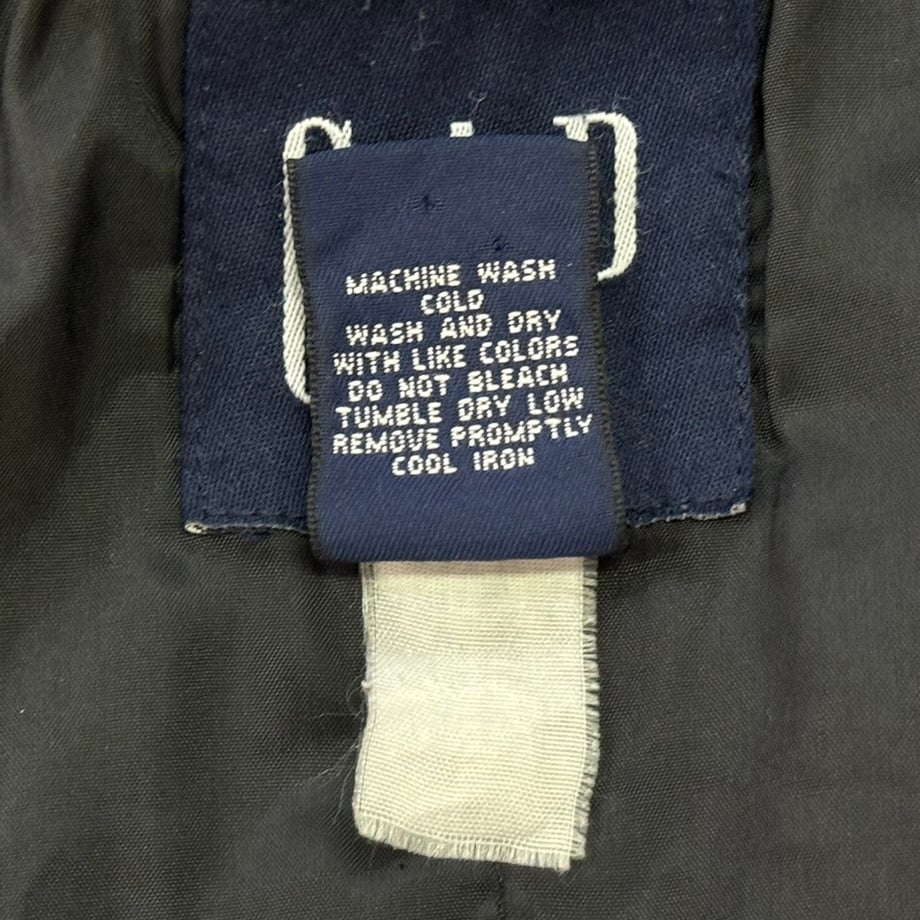 MACHINE WASH
COLD
WASH AND DRY
WITH LIKE COLORS
DO NOT BLEACH
TUMBLE DRY LOW
REMOVE PROMPTLY
COOL IRON